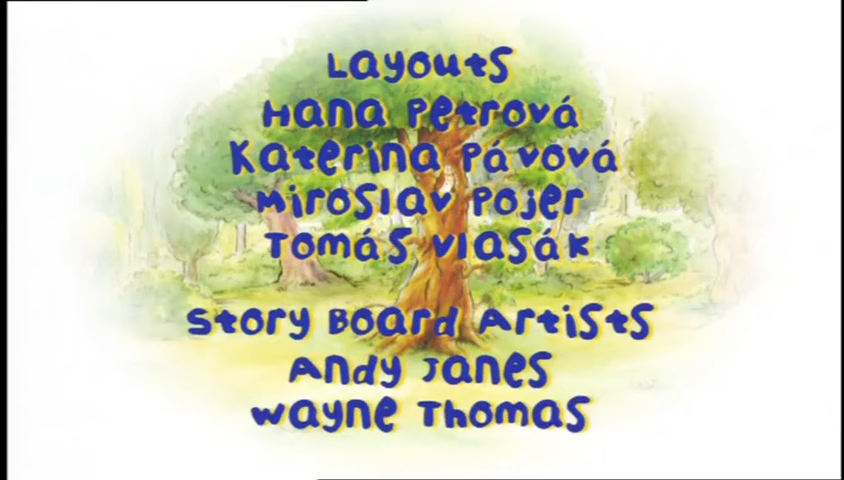 Layouts
Hana Petrová
Katerina Pávová
Miroslav Pojer
Tomás Vlasák
Story Board Artists
Andy Janes
Wayne Thomas